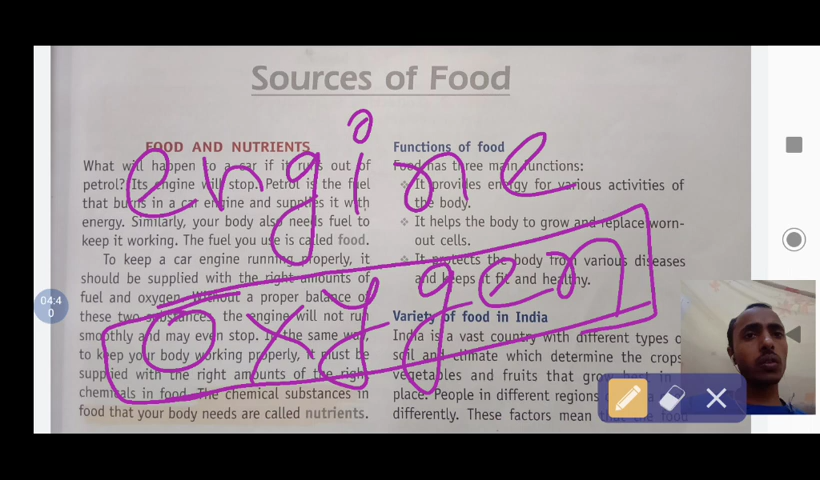 Sources of Food
FOOD AND NUTRIENTS
What will happen to a car if it runs out of
petrol? Its engine will stop. Petrol is the fuel
that burns in a car engine and supplies it with
energy. Similarly, your body also needs fuel to
keep it working. The fuel you use is called food.
To keep a car engine running properly, it
should be supplied with the right amounts of
fuel and oxygen. Without a proper balance of
these two substances, the engine will not run
smoothly and may even stop. In the same way,
to keep your body working properly, it must be
supplied with the right amounts of the right
chemicals in food. The chemical substances in
food that your body needs are called nutrients.
Functions of food
Food has three main functions:
It provides energy for various activities of
the body.
It helps the body to grow and replace worn-
out cells.
It protects the body from various diseases
and keeps it fit and healthy.
Variety of food in India
India is a vast country with different types
soil and climate which determine the crops
vegetables and fruits that grow best in
place. People in different regions
differently. These factors mean that the food
engine
oxygen
04:4
0